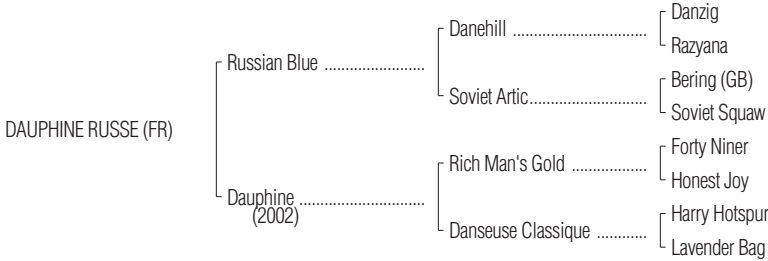 Danzig
Danehill ................................
Razyana
Russian Blue ........................
Bering (GB)
Soviet Artic............................
Soviet Squaw
DAUPHINE RUSSE (FR)
Forty Niner
Rich Man's Gold ..................
Honest Joy
Dauphine ..............................
(2002)
Harry Hotspur
Danseuse Classique ............
Lavender Bag